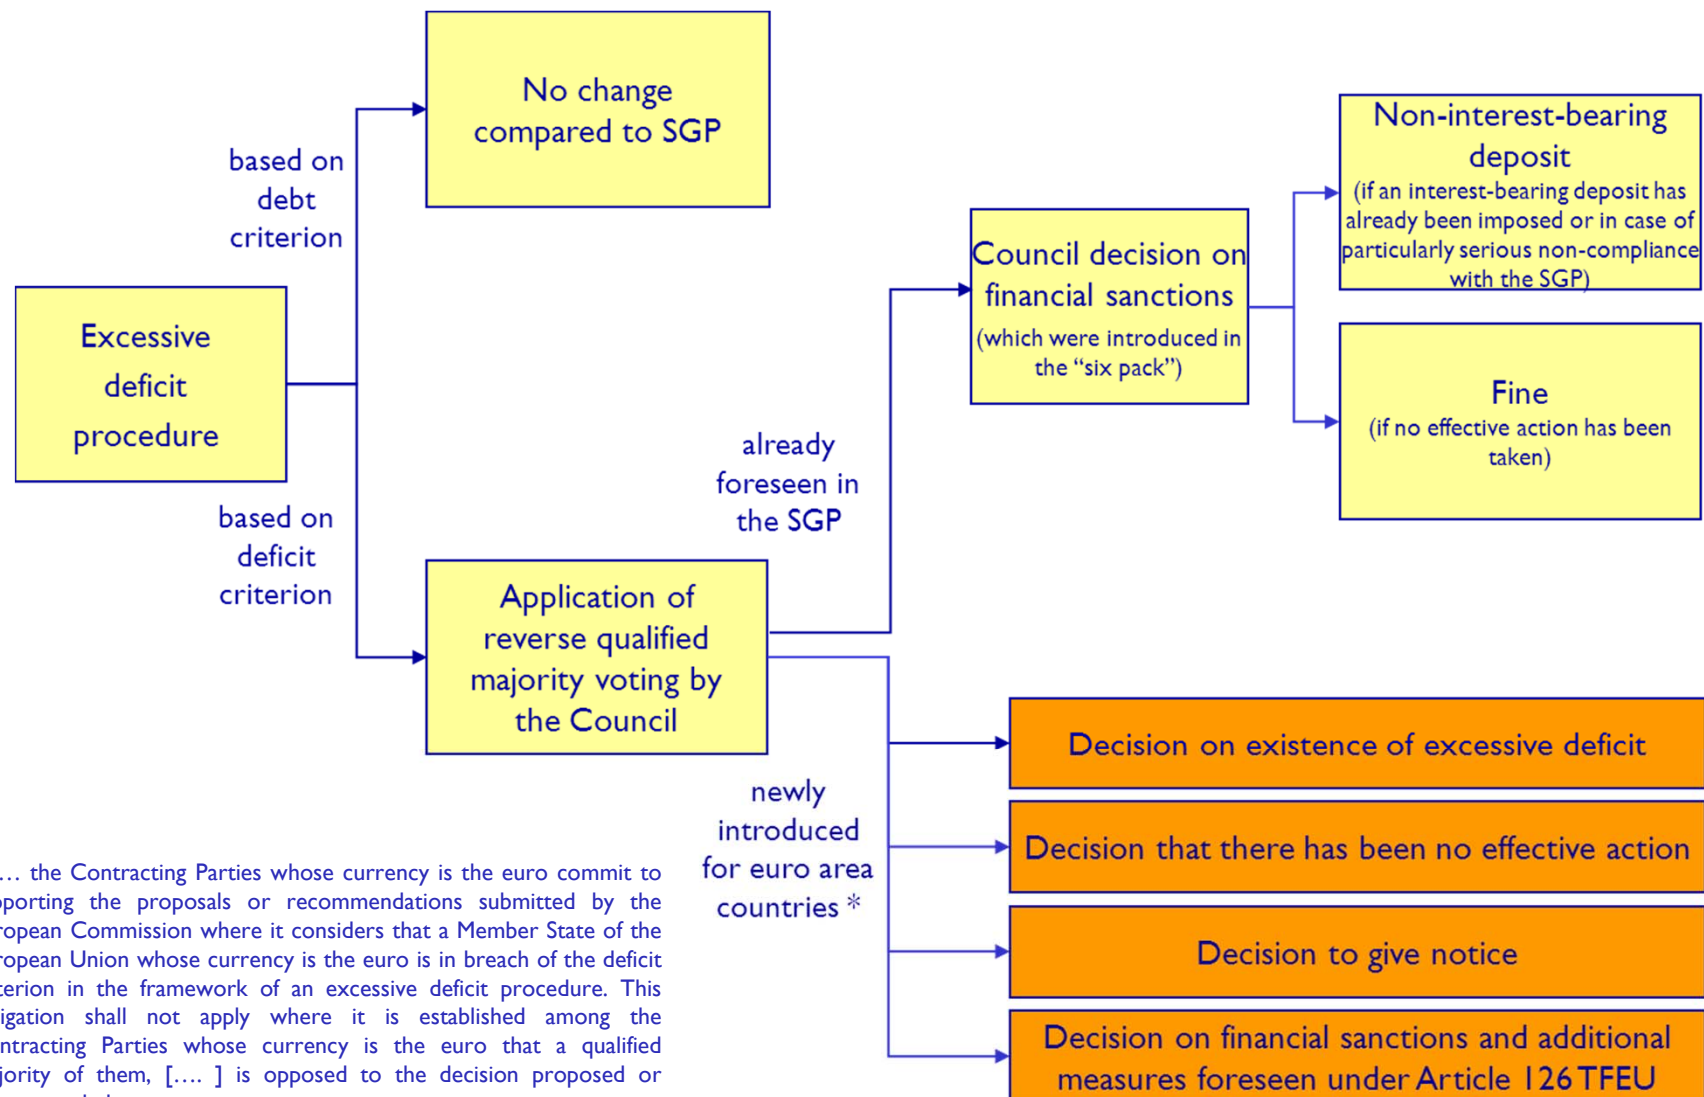 No change
compared to SGP
based on
debt
criterion
Excessive
deficit
procedure
based on
deficit
criterion
Application of
reverse qualified
majority voting by
the Council
already
foreseen in
the SGP
Council decision on
financial sanctions
(which were introduced in
the “six pack”)
Non-interest-bearing
deposit
(if an interest-bearing deposit has
already been imposed or in case of
particularly serious non-compliance
with the SGP)
Fine
(if no effective action has been
taken)
newly
introduced
for euro area
countries *
Decision on existence of excessive deficit
Decision that there has been no effective action
Decision to give notice
Decision on financial sanctions and additional
measures foreseen under Article 126 TFEU
… the Contracting Parties whose currency is the euro commit to
pporting the proposals or recommendations submitted by the
ropean Commission where it considers that a Member State of the
ropean Union whose currency is the euro is in breach of the deficit
terion in the framework of an excessive deficit procedure. This
igation shall not apply where it is established among the
ntracting Parties whose currency is the euro that a qualified
jority of them, […. ] is opposed to the decision proposed or